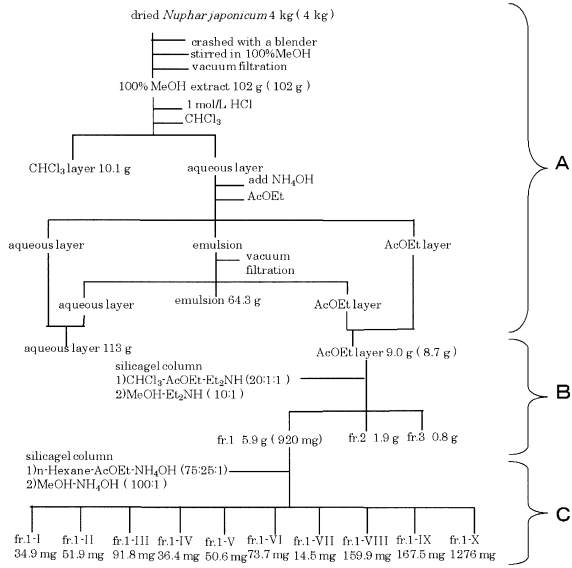 dried Nuphar japonicum 4 kg ( 4 kg )
crashed with a blender
stirred in 100%MeOH
vacuum filtration
100% MeOH extract 102 g ( 102 g )
1 mol/L HCl
CHCl₃
CHCl₃ layer 10.1 g
aqueous layer
add NH₄OH
AcOEt
aqueous layer
emulsion
AcOEt layer
vacuum
filtration
aqueous layer
emulsion 64.3 g
AcOEt layer
aqueous layer 113 g
AcOEt layer 9.0 g ( 8.7 g )
A
silicagel column
1)CHCl₃-AcOEt-Et₂NH (20:1:1 )
2)MeOH-Et₂NH ( 10:1 )
fr.1 5.9 g ( 920 mg )
fr.2 1.9 g
fr.3 0.8 g
B
silicagel column
1)n-Hexane-AcOEt-NH₄OH (75:25:1)
2)MeOH-NH₄OH ( 100:1 )
fr.1-I fr.1-II fr.1-III fr.1-IV fr.1-V fr.1-VI fr.1-VII fr.1-VIII fr.1-IX fr.1-X
34.9 mg 51.9 mg 91.8 mg 36.4 mg 50.6 mg 73.7 mg 14.5 mg 159.9 mg 167.5 mg 1276 mg
C